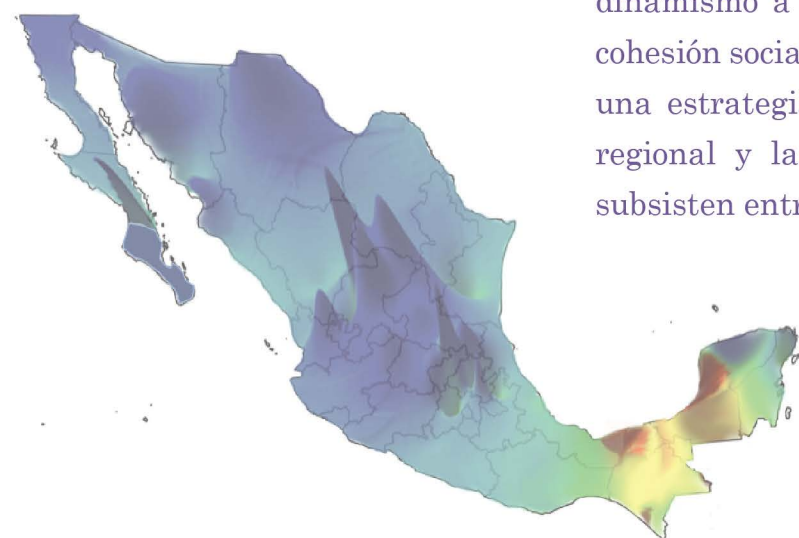 dinamismo a
cohesión socia
una estrategi
regional y la
subsisten entr